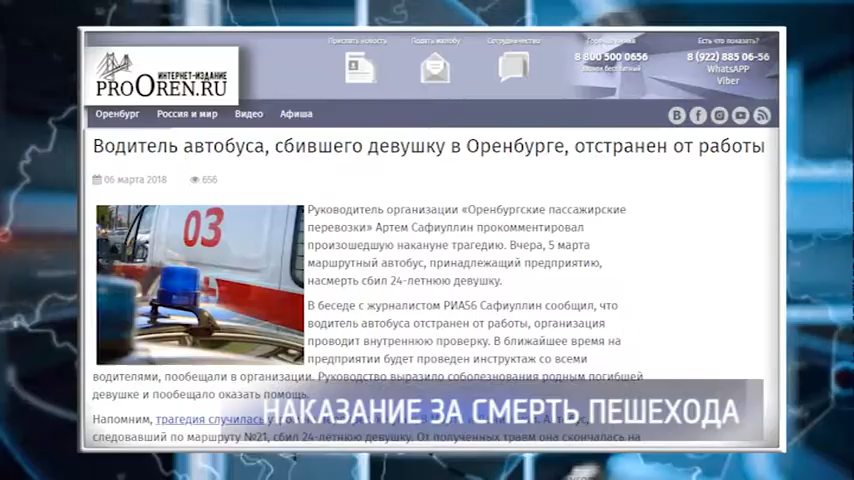 Прислать новость
Подать жалобу
Сотрудничество
Горячая линия
8 800 500 0656
Звонок бесплатный
Есть что показать?
8 (922) 885 06-56
WhatsAPP
Viber
ИНТЕРНЕТ-ИЗДАНИЕ
PROOREN.RU
Оренбург
Россия и мир
Видео
Афиша
Водитель автобуса, сбившего девушку в Оренбурге, отстранен от работы
06 марта 2018
656
03
Руководитель организации «Оренбургские пассажирские
перевозки» Артем Сафиуллин прокомментировал
произошедшую накануне трагедию. Вчера, 5 марта
маршрутный автобус, принадлежащий предприятию,
насмерть сбил 24-летнюю девушку.
В беседе с журналистом РИА56 Сафиуллин сообщил, что
водитель автобуса отстранен от работы, организация
проводит внутреннюю проверку. В ближайшее время на
предприятии будет проведен инструктаж со всеми
водителями, пообещали в организации. Руководство выразило соболезнования родным погибшей
девушке и пообещало оказать помощь.
НАКАЗАНИЕ ЗА СМЕРТЬ ПЕШЕХОДА
Напомним, трагедия случилась
следовавший по маршруту №21, сбил 24-летнюю девушку. От полученных травм она скончалась на